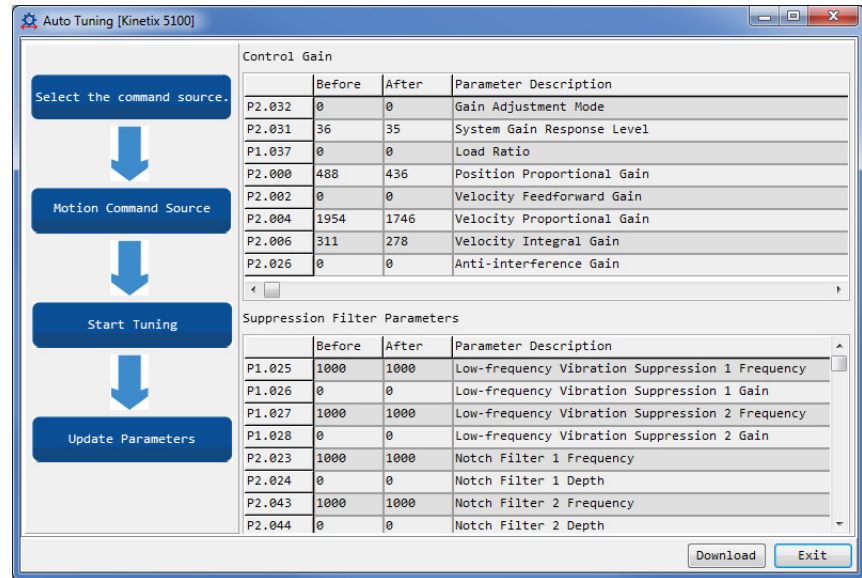 Auto Tuning [Kinetix 5100]
Select the command source.
Motion Command Source
Start Tuning
Update Parameters
Control Gain
Before After Parameter Description
P2.032 0 0 Gain Adjustment Mode
P2.031 36 35 System Gain Response Level
P1.037 0 0 Load Ratio
P2.000 488 436 Position Proportional Gain
P2.002 0 0 Velocity Feedforward Gain
P2.004 1954 1746 Velocity Proportional Gain
P2.006 311 278 Velocity Integral Gain
P2.026 0 0 Anti-interference Gain
Suppression Filter Parameters
Before After Parameter Description
P1.025 1000 1000 Low-frequency Vibration Suppression 1 Frequency
P1.026 0 0 Low-frequency Vibration Suppression 1 Gain
P1.027 1000 1000 Low-frequency Vibration Suppression 2 Frequency
P1.028 0 0 Low-frequency Vibration Suppression 2 Gain
P2.023 1000 1000 Notch Filter 1 Frequency
P2.024 0 0 Notch Filter 1 Depth
P2.043 1000 1000 Notch Filter 2 Frequency
P2.044 0 0 Notch Filter 2 Depth
Download Exit